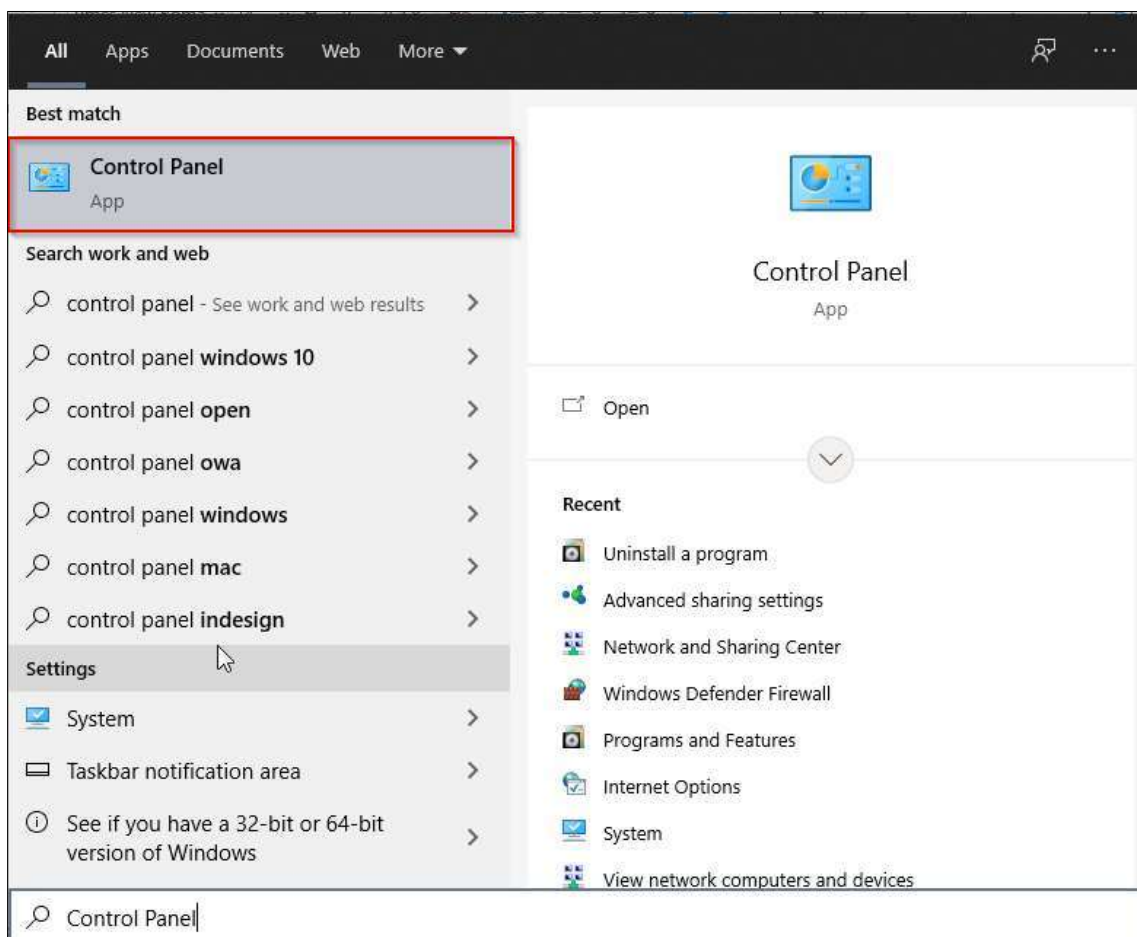 All Apps Documents Web More
Best match
Control Panel
App
Search work and web
control panel - See work and web results
control panel windows 10
control panel open
control panel owa
control panel windows
control panel mac
control panel indesign
Settings
System
Taskbar notification area
See if you have a 32-bit or 64-bit
version of Windows
Control Panel
App
Open
Recent
Uninstall a program
Advanced sharing settings
Network and Sharing Center
Windows Defender Firewall
Programs and Features
Internet Options
System
View network computers and devices
Control Panel